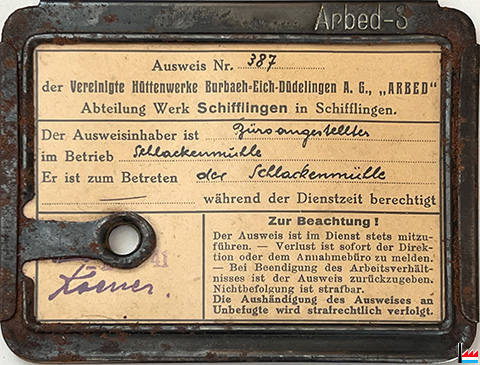 Arbed-S
Ausweis Nr. 387
der Vereinigte Hüttenwerke Burbach=Eich=Düdelingen A. G., „ARBED"
Abteilung Werk Schifflingen in Schifflingen.
Der Ausweisinhaber ist Büroangestellter
im Betrieb Schlackenmühle
Er ist zum Betreten der Schlackenmühle
während der Dienstzeit berechtigt
Zur Beachtung !
Der Ausweis ist im Dienst stets mitzu-
führen. — Verlust ist sofort der Direk-
tion oder dem Annahmebüro zu melden.
— Bei Beendigung des Arbeitsverhält-
nisses ist der Ausweis zurückzugeben.
Nichtbefolgung ist strafbar.
Die Aushändigung des Ausweises an
Unbefugte wird strafrechtlich verfolgt.
41